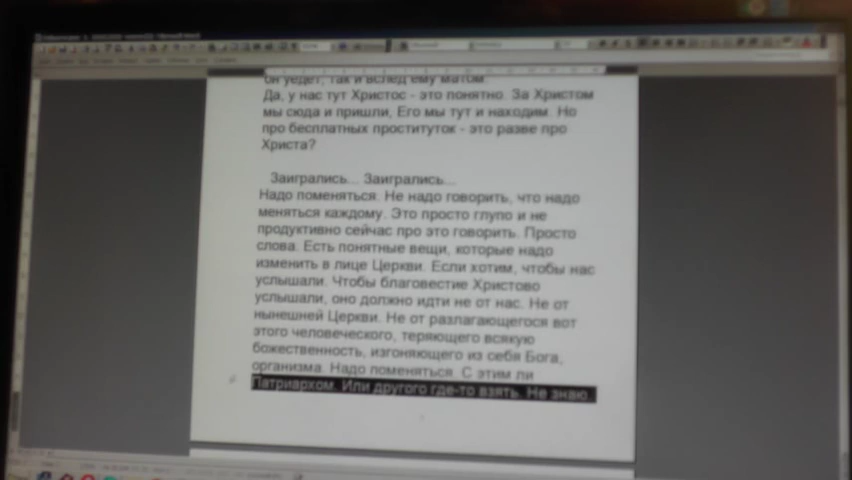 он уедет, так и вслед ему матом.
Да, у нас тут Христос - это понятно. За Христом
мы сюда и пришли, Его мы тут и находим. Но
про бесплатных проституток - это разве про
Христа?
Заигрались... Заигрались...
Надо поменяться. Не надо говорить, что надо
меняться каждому. Это просто глупо и не
продуктивно сейчас про это говорить. Просто
слова. Есть понятные вещи, которые надо
изменить в лице Церкви. Если хотим, чтобы нас
услышали. Чтобы благовестие Христово
услышали, оно должно идти не от нас. Не от
нынешней Церкви. Не от разлагающегося вот
этого человеческого, теряющего всякую
божественность, изгоняющего из себя Бога,
организма. Надо поменяться. С этим ли
Патриархом. Или другого где-то взять. Не знаю.